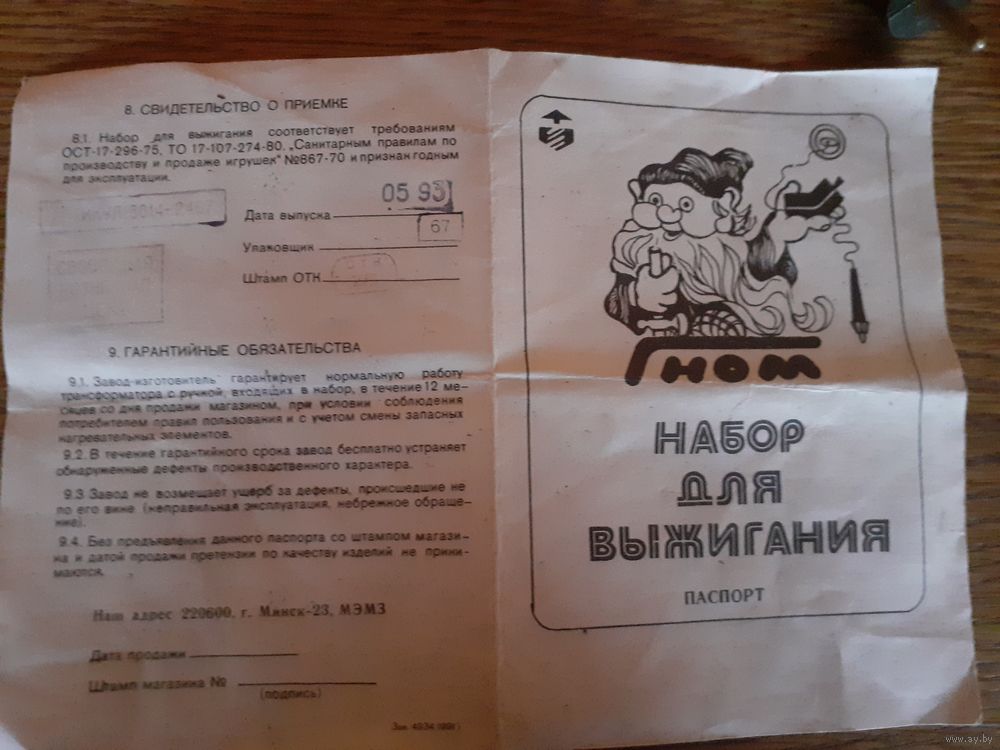 8. СВИДЕТЕЛЬСТВО О ПРИЕМКЕ
8.1. Набор для выжигания соответствует требованиям
ОСТ-17-296-75, ТО 17-107-274-80. „Санитарным правилам по
производству и продаже игрушек" №867-70 и признан годным
для эксплуатации.
05 93
Дата выпуска
67
Упаковщик
Штамп ОТК
9. ГАРАНТИЙНЫЕ ОБЯЗАТЕЛЬСТВА
9.1. Завод-изготовитель гарантирует нормальную работу
трансформатора с ручкой, входящих в набор, в течение 12 ме-
сяцев со дня продажи магазином, при условии соблюдения
потребителем правил пользования и с учетом смены запасных
нагревательных элементов.
9.2. В течение гарантийного срока завод бесплатно устраняет
обнаруженные дефекты производственного характера.
9.3 Завод не возмещает ущерб за дефекты, происшедшие не
по его вине (неправильная эксплуатация, небрежное обраще-
ние).
9.4. Без предъявления данного паспорта со штампом магази-
на и датой продажи претензии по качеству изделий не прини-
маются.
Наш адрес 220600, г. Минск-23, МЭМЗ
Дата продажи
Штамп магазина №
(подпись)
Гном
НАБОР
ДЛЯ
ВЫЖИГАНИЯ
ПАСПОРТ
www.ay.by